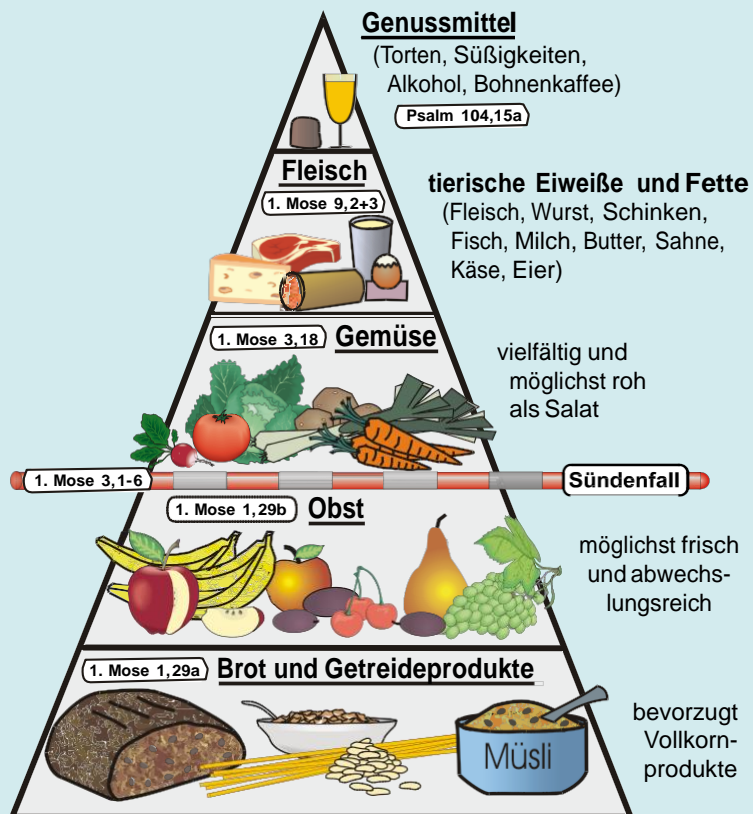 Genussmittel
(Torten, Süßigkeiten,
Alkohol, Bohnenkaffee)
Psalm 104,15a
Fleisch
1. Mose 9,2+3
tierische Eiweiße und Fette
(Fleisch, Wurst, Schinken,
Fisch, Milch, Butter, Sahne,
Käse, Eier)
1. Mose 3,18 Gemüse
vielfältig und
möglichst roh
als Salat
1. Mose 3,1-6 Sündenfall
1. Mose 1,29b Obst
möglichst frisch
und abwechs-
lungsreich
1. Mose 1,29a Brot und Getreideprodukte
bevorzugt
Vollkorn-
produkte
Müsli